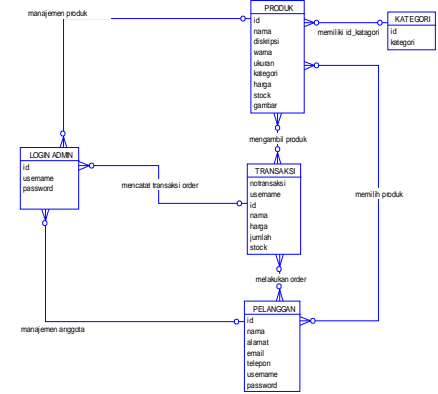 manajemen produk
PRODUK
id
nama
diskripsi
warna
ukuran
kategori
harga
stock
gambar
memiliki id_katagori
KATEGORI
id
kategori
mengambil produk
LOGIN ADMIN
id
username
password
mencatat transaksi order
TRANSAKSI
notransaksi
username
id
nama
harga
jumlah
stock
memilih produk
melakukan order
manajemen anggota
PELANGGAN
id
nama
alamat
email
telepon
username
password